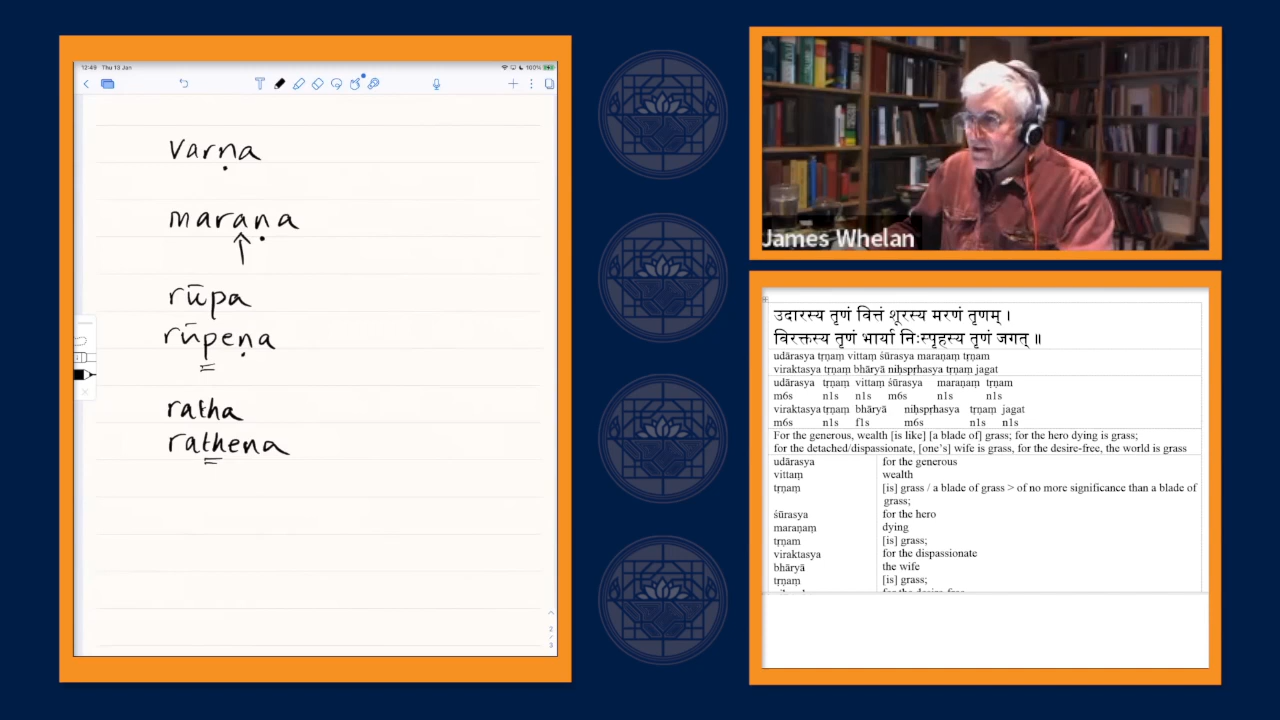 12:49 Thu 13 Jan
100%
T
varṇa
maraṇa
rūpa
rūpeṇa
ratha
rathena
2
3
James Whelan
उदारस्य तृणं वित्तं शूरस्य मरणं तृणम् ।
विरक्तस्य तृणं भार्या निःस्पृहस्य तृणं जगत् ॥
udārasya tṛṇaṃ vittaṃ śūrasya maraṇaṃ tṛṇam
viraktasya tṛṇaṃ bhāryā niḥspṛhasya tṛṇaṃ jagat
udārasya tṛṇaṃ vittaṃ śūrasya maraṇaṃ tṛṇam
m6s n1s n1s m6s n1s n1s
viraktasya tṛṇaṃ bhāryā niḥspṛhasya tṛṇaṃ jagat
m6s n1s f1s m6s n1s n1s
For the generous, wealth [is like] [a blade of] grass; for the hero dying is grass;
for the detached/dispassionate, [one's] wife is grass, for the desire-free, the world is grass
udārasya for the generous
vittaṃ wealth
tṛṇaṃ [is] grass / a blade of grass > of no more significance than a blade of
grass;
śūrasya for the hero
maraṇaṃ dying
tṛṇam [is] grass;
viraktasya for the dispassionate
bhāryā the wife
tṛṇaṃ [is] grass;